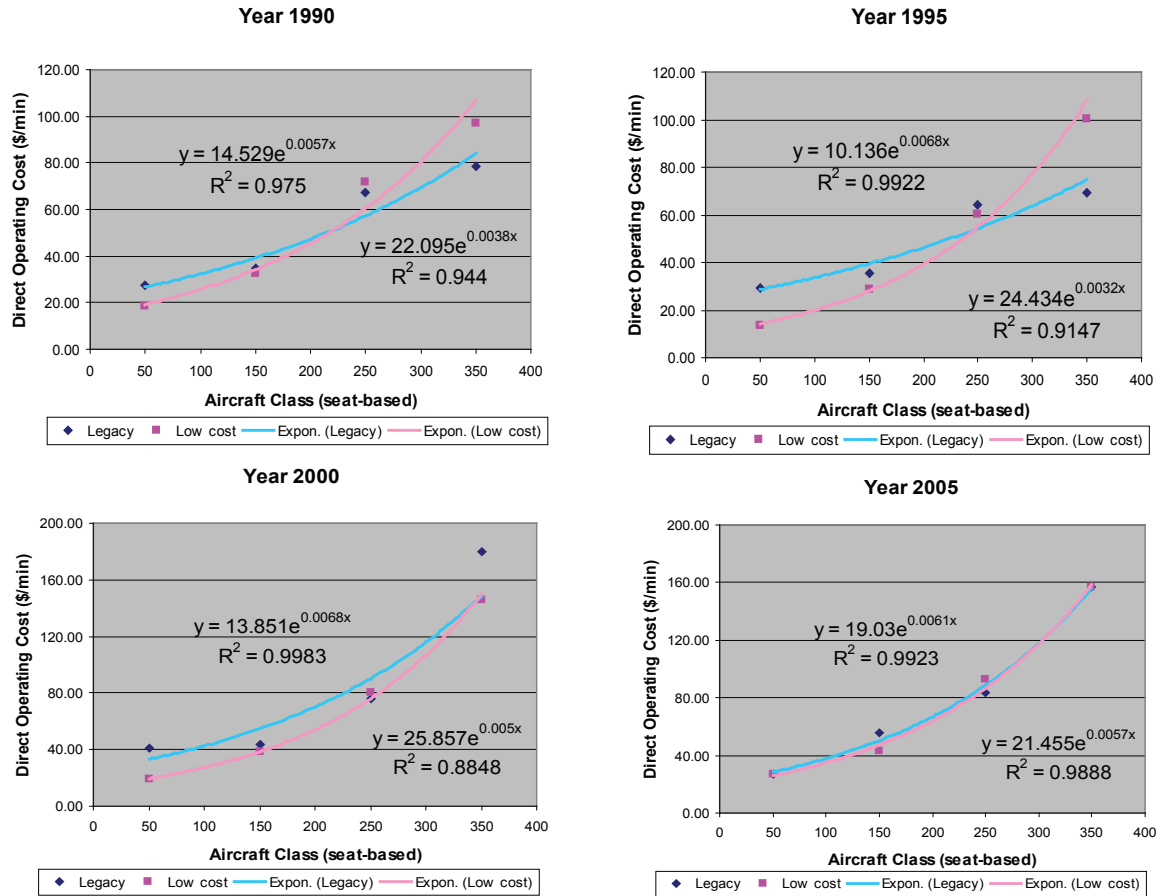 Year 1990
Direct Operating Cost ($/min)
120.00
100.00
80.00
60.00
40.00
20.00
0.00
y = 14.529e^0.0057x
R² = 0.975
y = 22.095e^0.0038x
R² = 0.944
0 50 100 150 200 250 300 350 400
Aircraft Class (seat-based)
Legacy Low cost Expon. (Legacy) Expon. (Low cost)
Year 1995
Direct Operating Cost ($/min)
120.00
100.00
80.00
60.00
40.00
20.00
0.00
y = 10.136e^0.0068x
R² = 0.9922
y = 24.434e^0.0032x
R² = 0.9147
0 50 100 150 200 250 300 350 400
Aircraft Class (seat-based)
Legacy Low cost Expon. (Legacy) Expon. (Low cost)
Year 2000
Direct Operating Cost ($/min)
200.00
160.00
120.00
80.00
40.00
0.00
y = 13.851e^0.0068x
R² = 0.9983
y = 25.857e^0.005x
R² = 0.8848
0 50 100 150 200 250 300 350 400
Aircraft Class (seat-based)
Legacy Low cost Expon. (Legacy) Expon. (Low cost)
Year 2005
Direct Operating Cost ($/min)
200.00
160.00
120.00
80.00
40.00
0.00
y = 19.03e^0.0061x
R² = 0.9923
y = 21.455e^0.0057x
R² = 0.9888
0 50 100 150 200 250 300 350 400
Aircraft Class (seat-based)
Legacy Low cost Expon. (Legacy) Expon. (Low cost)